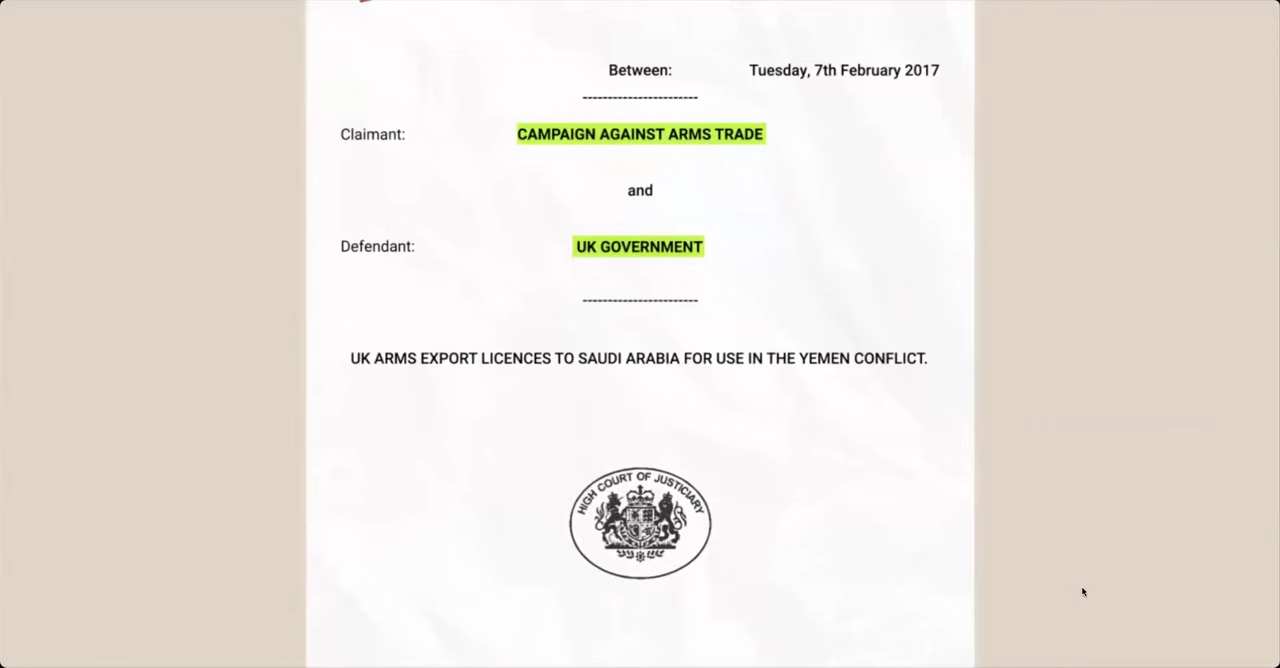 Between: Tuesday, 7th February 2017
-----------------------
Claimant: CAMPAIGN AGAINST ARMS TRADE
and
Defendant: UK GOVERNMENT
-----------------------
UK ARMS EXPORT LICENCES TO SAUDI ARABIA FOR USE IN THE YEMEN CONFLICT.
HIGH COURT OF JUSTICIARY